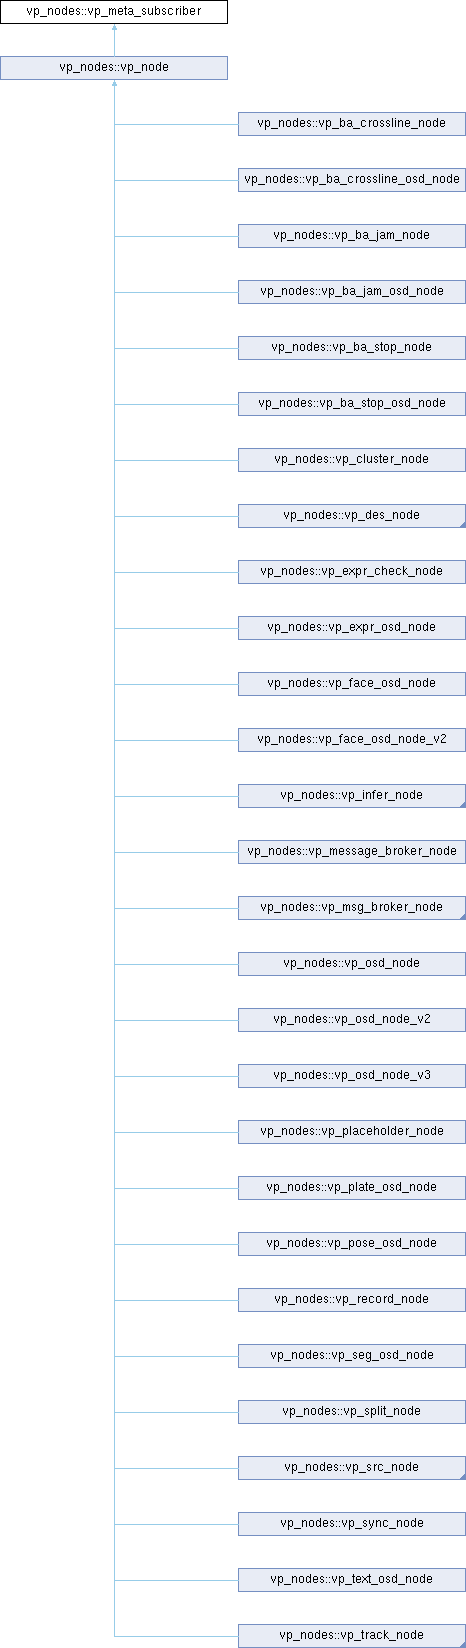 vp_nodes::vp_meta_subscriber
vp_nodes::vp_node
vp_nodes::vp_ba_crossline_node
vp_nodes::vp_ba_crossline_osd_node
vp_nodes::vp_ba_jam_node
vp_nodes::vp_ba_jam_osd_node
vp_nodes::vp_ba_stop_node
vp_nodes::vp_ba_stop_osd_node
vp_nodes::vp_cluster_node
vp_nodes::vp_des_node
vp_nodes::vp_expr_check_node
vp_nodes::vp_expr_osd_node
vp_nodes::vp_face_osd_node
vp_nodes::vp_face_osd_node_v2
vp_nodes::vp_infer_node
vp_nodes::vp_message_broker_node
vp_nodes::vp_msg_broker_node
vp_nodes::vp_osd_node
vp_nodes::vp_osd_node_v2
vp_nodes::vp_osd_node_v3
vp_nodes::vp_placeholder_node
vp_nodes::vp_plate_osd_node
vp_nodes::vp_pose_osd_node
vp_nodes::vp_record_node
vp_nodes::vp_seg_osd_node
vp_nodes::vp_split_node
vp_nodes::vp_src_node
vp_nodes::vp_sync_node
vp_nodes::vp_text_osd_node
vp_nodes::vp_track_node